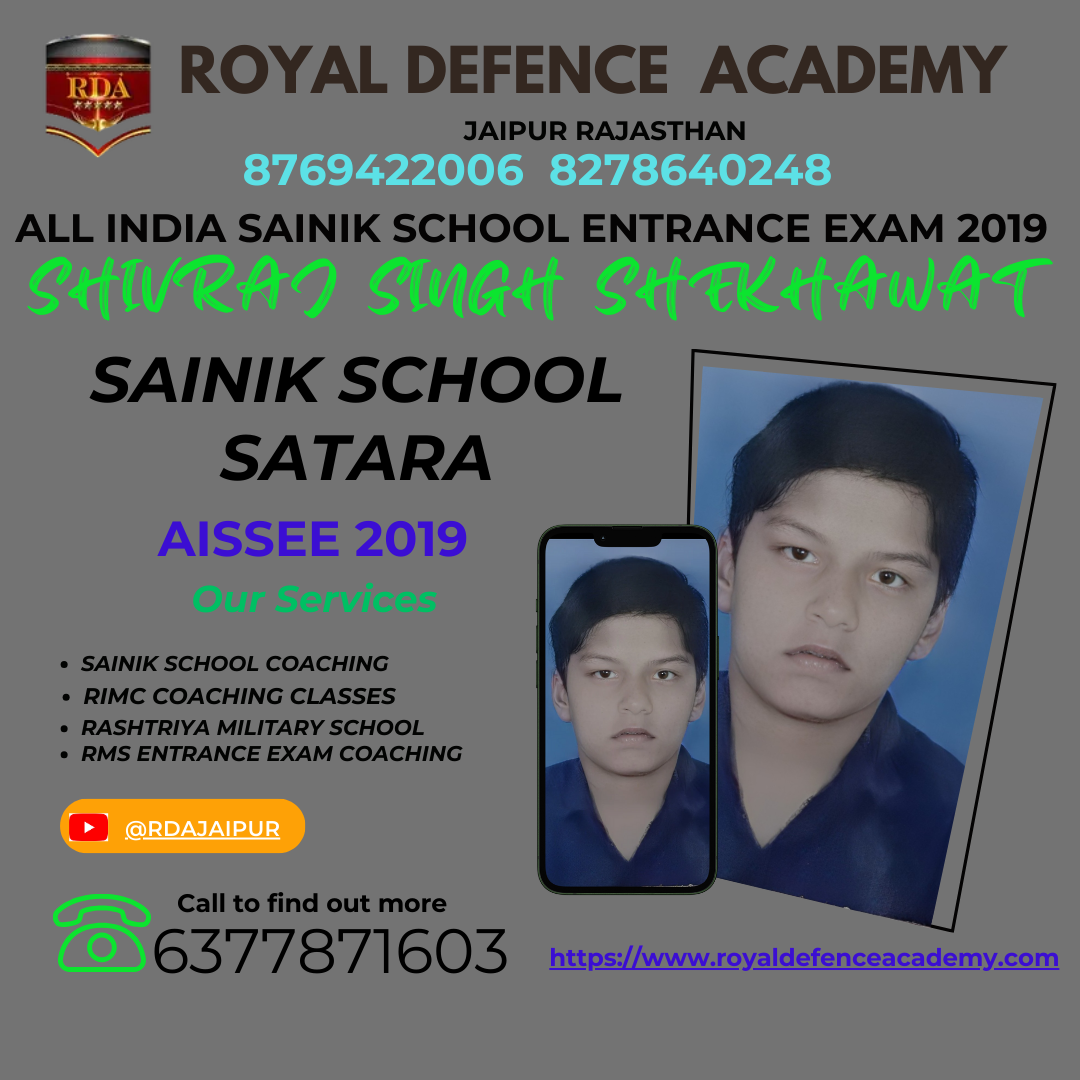 RDA
ROYAL DEFENCE ACADEMY
JAIPUR RAJASTHAN
8769422006 8278640248
ALL INDIA SAINIK SCHOOL ENTRANCE EXAM 2019
SHIVRAJ SINGH SHEKHAWAT
SAINIK SCHOOL
SATARA
AISSEE 2019
Our Services
• SAINIK SCHOOL COACHING
• RIMC COACHING CLASSES
• RASHTRIYA MILITARY SCHOOL
• RMS ENTRANCE EXAM COACHING
@RDAJAIPUR
Call to find out more
6377871603
https://www.royaldefenceacademy.com